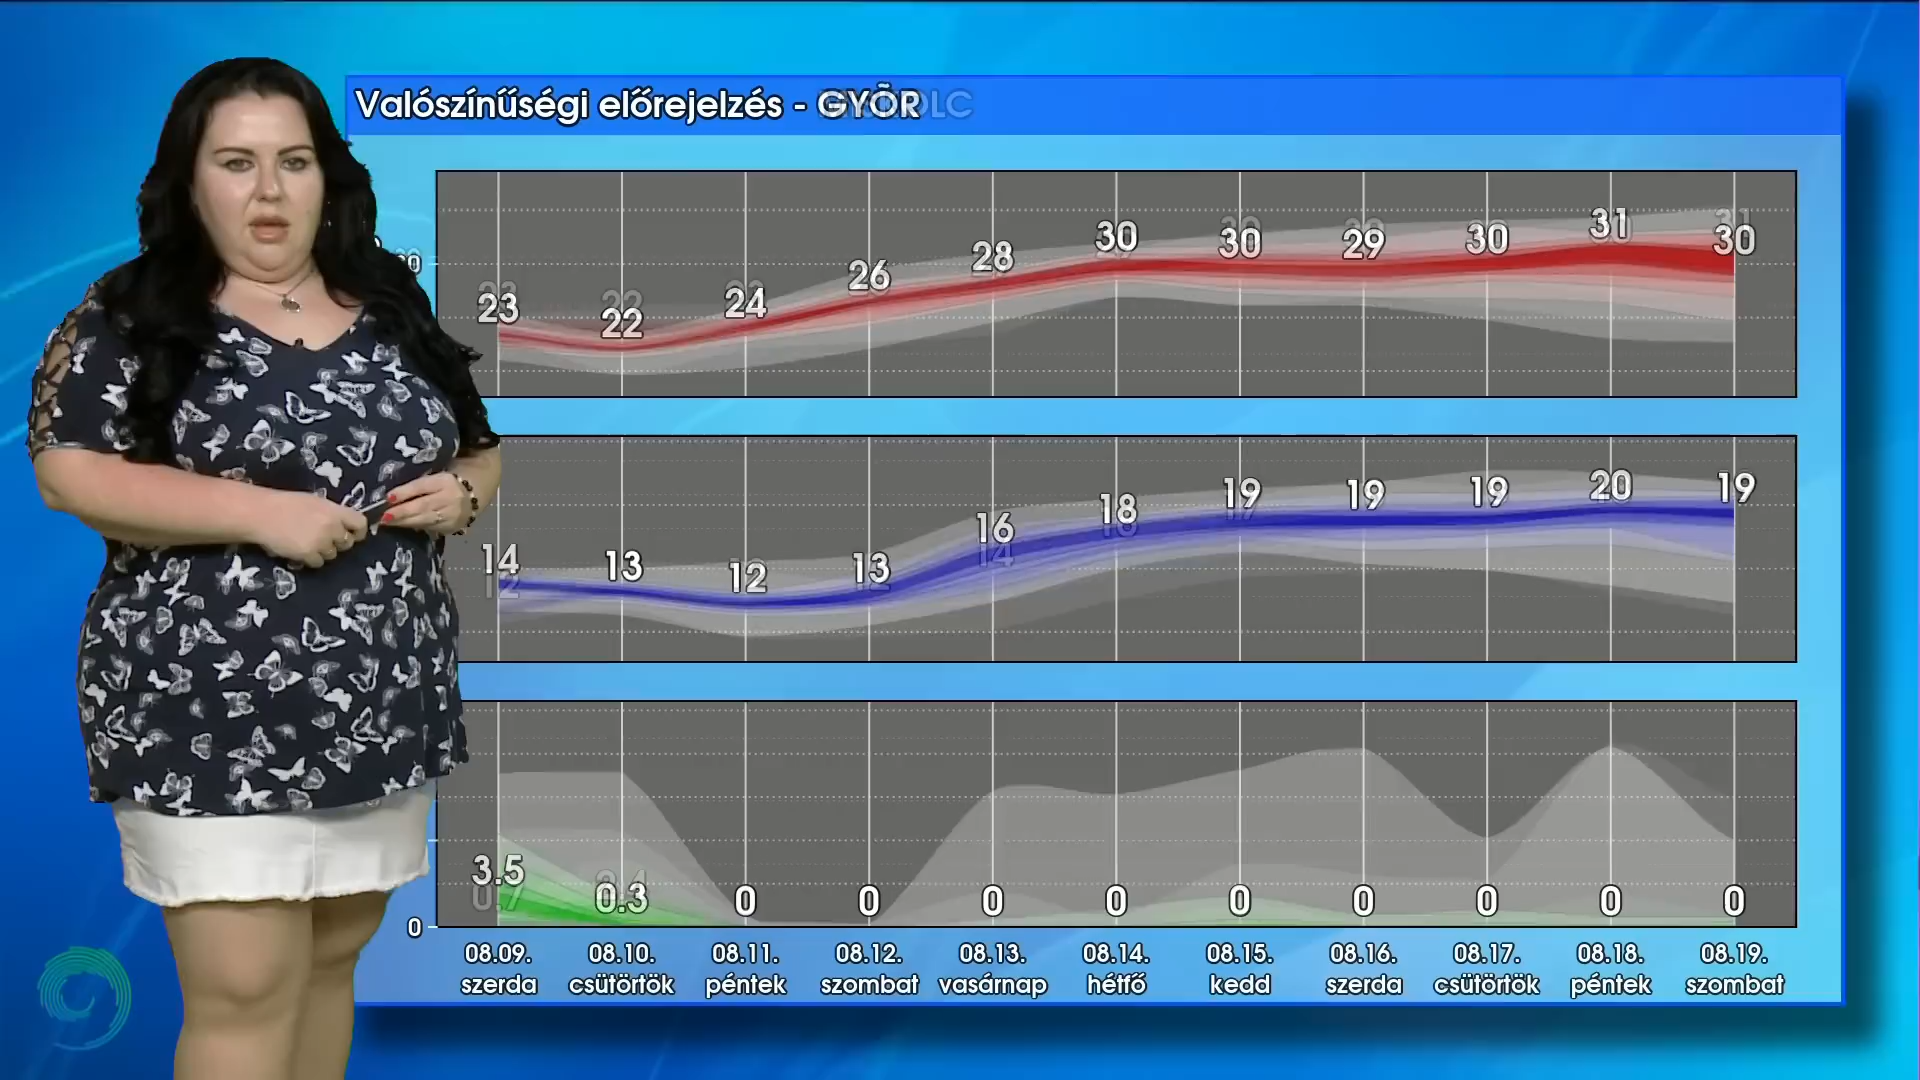 Valószínűségi előrejelzés - GYÕR
23 22 24 26 28 30 30 29 30 31 30
14 13 12 13 16 18 19 19 19 20 19
3.5 0.3 0 0 0 0 0 0 0 0 0
0
08.09. 08.10. 08.11. 08.12. 08.13. 08.14. 08.15. 08.16. 08.17. 08.18. 08.19.
szerda csütörtök péntek szombat vasárnap hétfő kedd szerda csütörtök péntek szombat